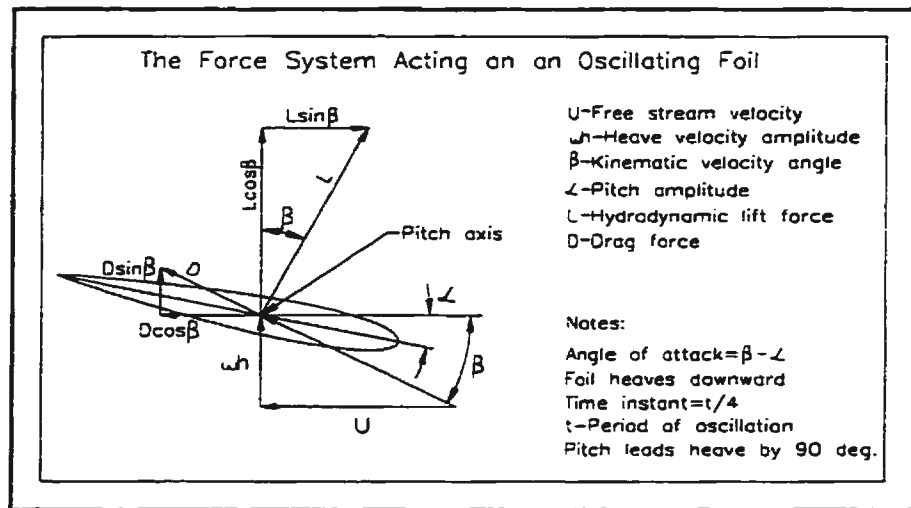 The Force System Acting an an Oscillating Foil
Lsinβ
Lcosβ
L
β
Pitch axis
Dsinβ
D
∠
Dcosβ
ωh
β
U
U-Free stream velocity
ωh-Heave velocity amplitude
β-Kinematic velocity angle
∠-Pitch amplitude
L-Hydradynamic lift force
D-Drag force
Notes:
Angle of attack=β-∠
Foil heaves downward
Time instant=t/4
t-Period of oscillation
Pitch leads heave by 90 deg.